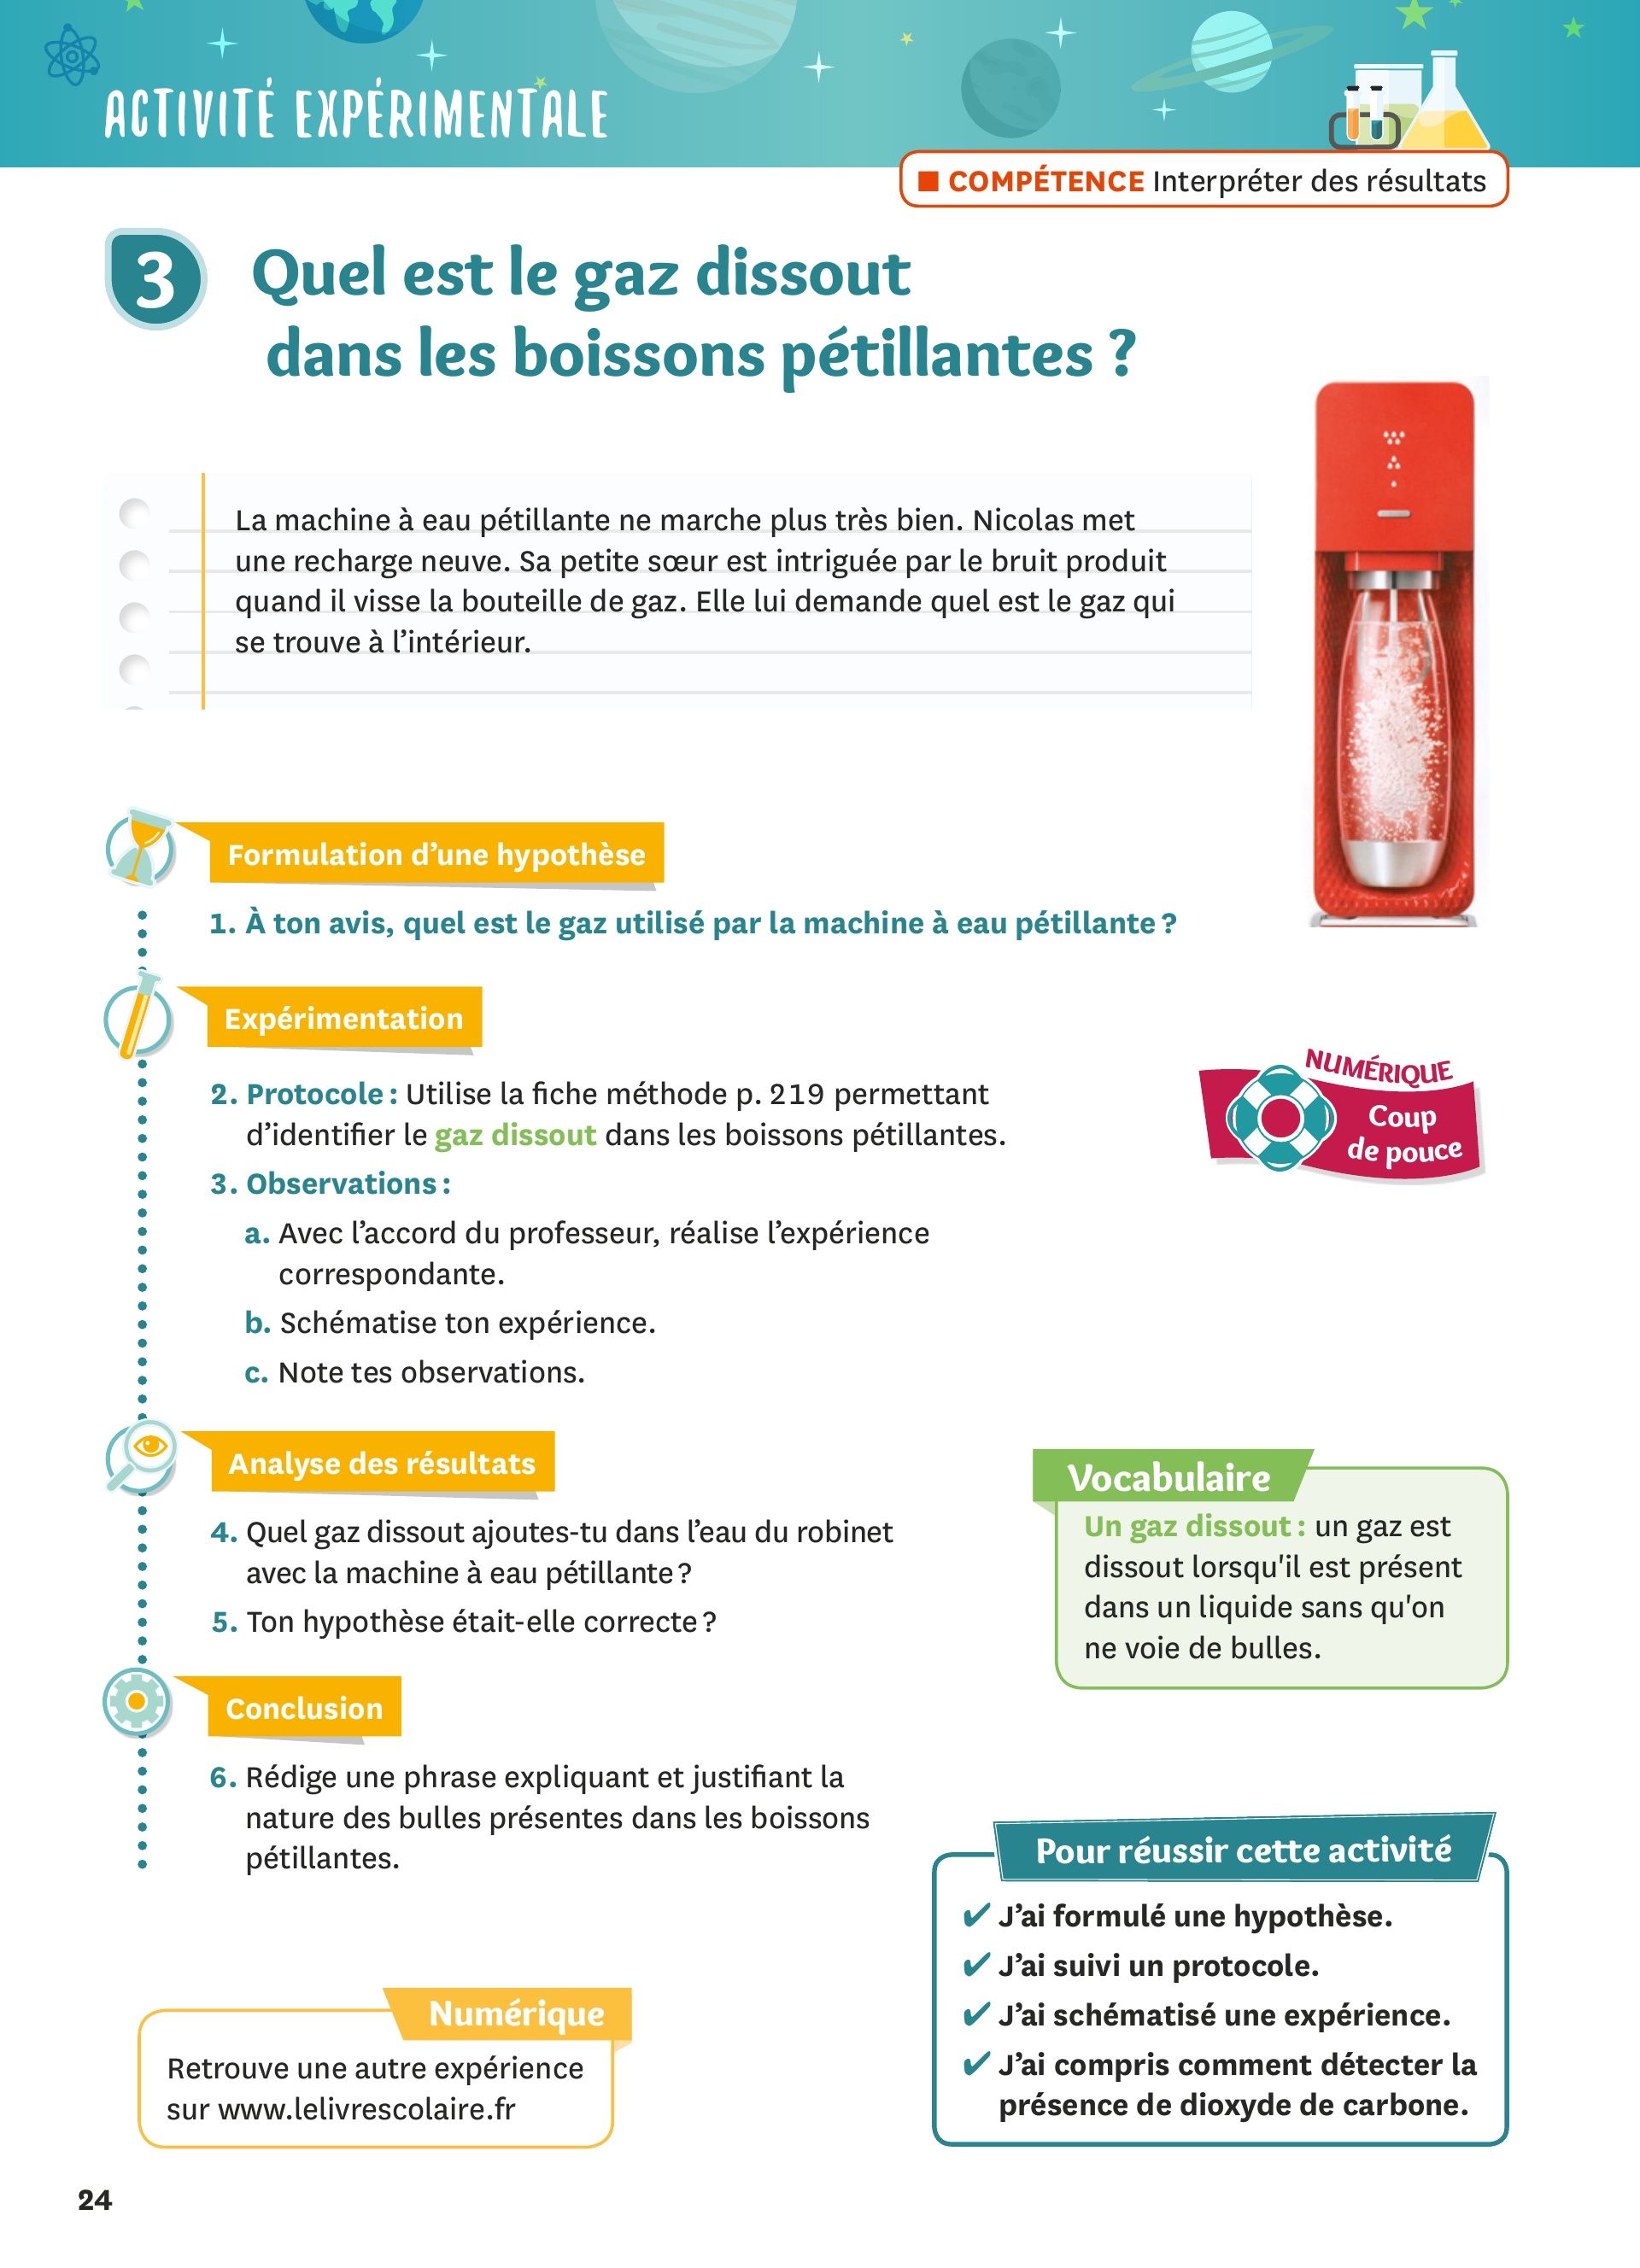 ACTIVITÉ EXPÉRIMENTALE
■ COMPÉTENCE Interpréter des résultats
3 Quel est le gaz dissout
dans les boissons pétillantes ?
La machine à eau pétillante ne marche plus très bien. Nicolas met
une recharge neuve. Sa petite sœur est intriguée par le bruit produit
quand il visse la bouteille de gaz. Elle lui demande quel est le gaz qui
se trouve à l’intérieur.
Formulation d’une hypothèse
1. À ton avis, quel est le gaz utilisé par la machine à eau pétillante ?
Expérimentation
2. Protocole : Utilise la fiche méthode p. 219 permettant
d’identifier le gaz dissout dans les boissons pétillantes.
3. Observations :
a. Avec l’accord du professeur, réalise l’expérience
correspondante.
b. Schématise ton expérience.
c. Note tes observations.
NUMÉRIQUE
Coup
de pouce
Analyse des résultats
4. Quel gaz dissout ajoutes-tu dans l’eau du robinet
avec la machine à eau pétillante ?
5. Ton hypothèse était-elle correcte ?
Vocabulaire
Un gaz dissout : un gaz est
dissout lorsqu'il est présent
dans un liquide sans qu'on
ne voie de bulles.
Conclusion
6. Rédige une phrase expliquant et justifiant la
nature des bulles présentes dans les boissons
pétillantes.
Pour réussir cette activité
✔ J’ai formulé une hypothèse.
✔ J’ai suivi un protocole.
✔ J’ai schématisé une expérience.
✔ J’ai compris comment détecter la
présence de dioxyde de carbone.
Numérique
Retrouve une autre expérience
sur www.lelivrescolaire.fr
24